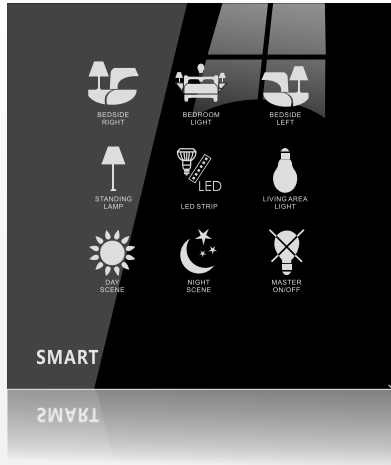 BEDSIDE
RIGHT
BEDROOM
LIGHT
BEDSIDE
LEFT
STANDING
LAMP
LED
LED STRIP
LIVING AREA
LIGHT
DAY
SCENE
NIGHT
SCENE
MASTER
ON/OFF
SMART
SMART